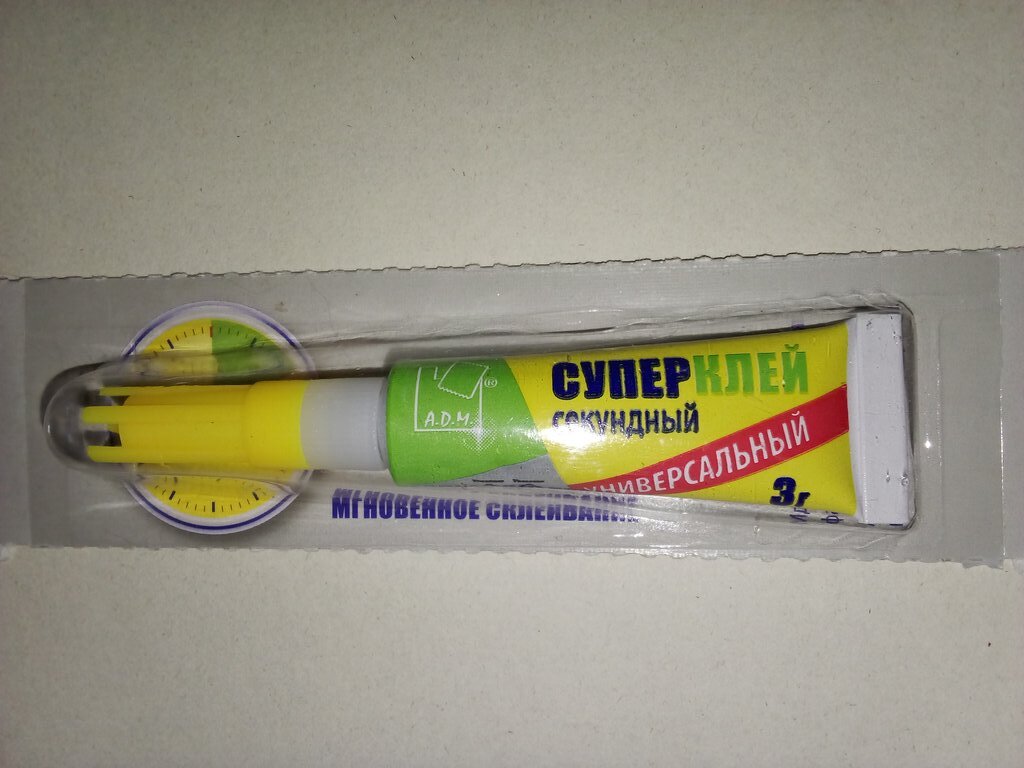 A.D.M.
®
СУПЕРКЛЕЙ
секундный
УНИВЕРСАЛЬНЫЙ
3г
МГНОВЕННОЕ СКЛЕИВАНИЕ